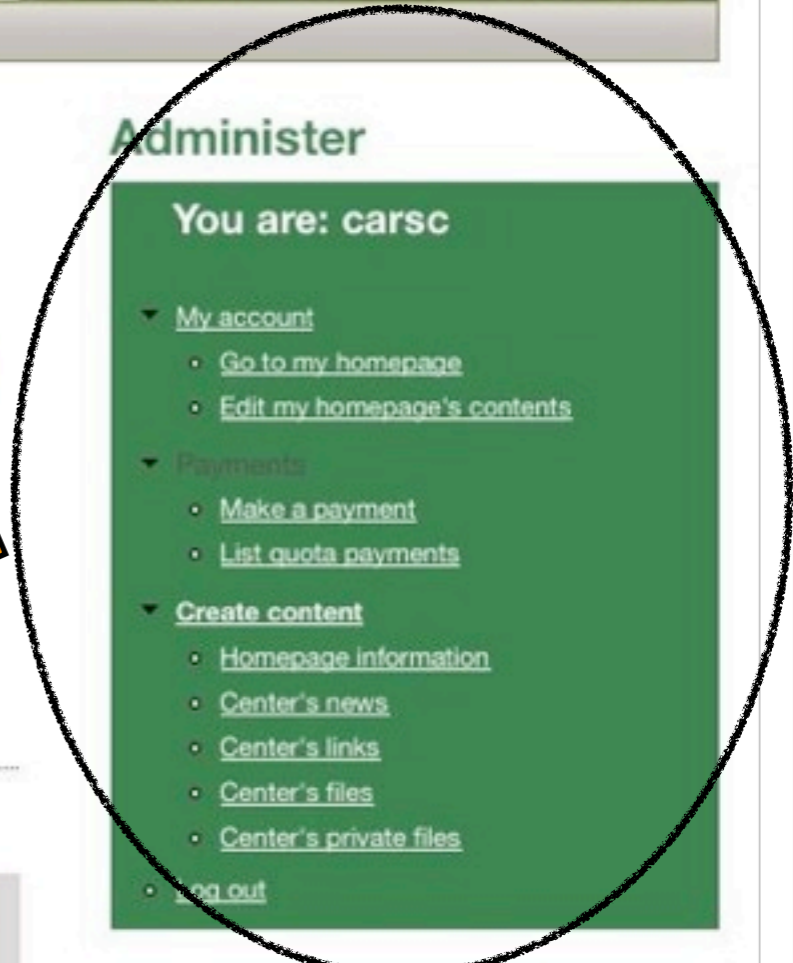 Administer
You are: carsc
My account
Go to my homepage
Edit my homepage's contents
Payments
Make a payment
List quota payments
Create content
Homepage information
Center's news
Center's links
Center's files
Center's private files
Log out